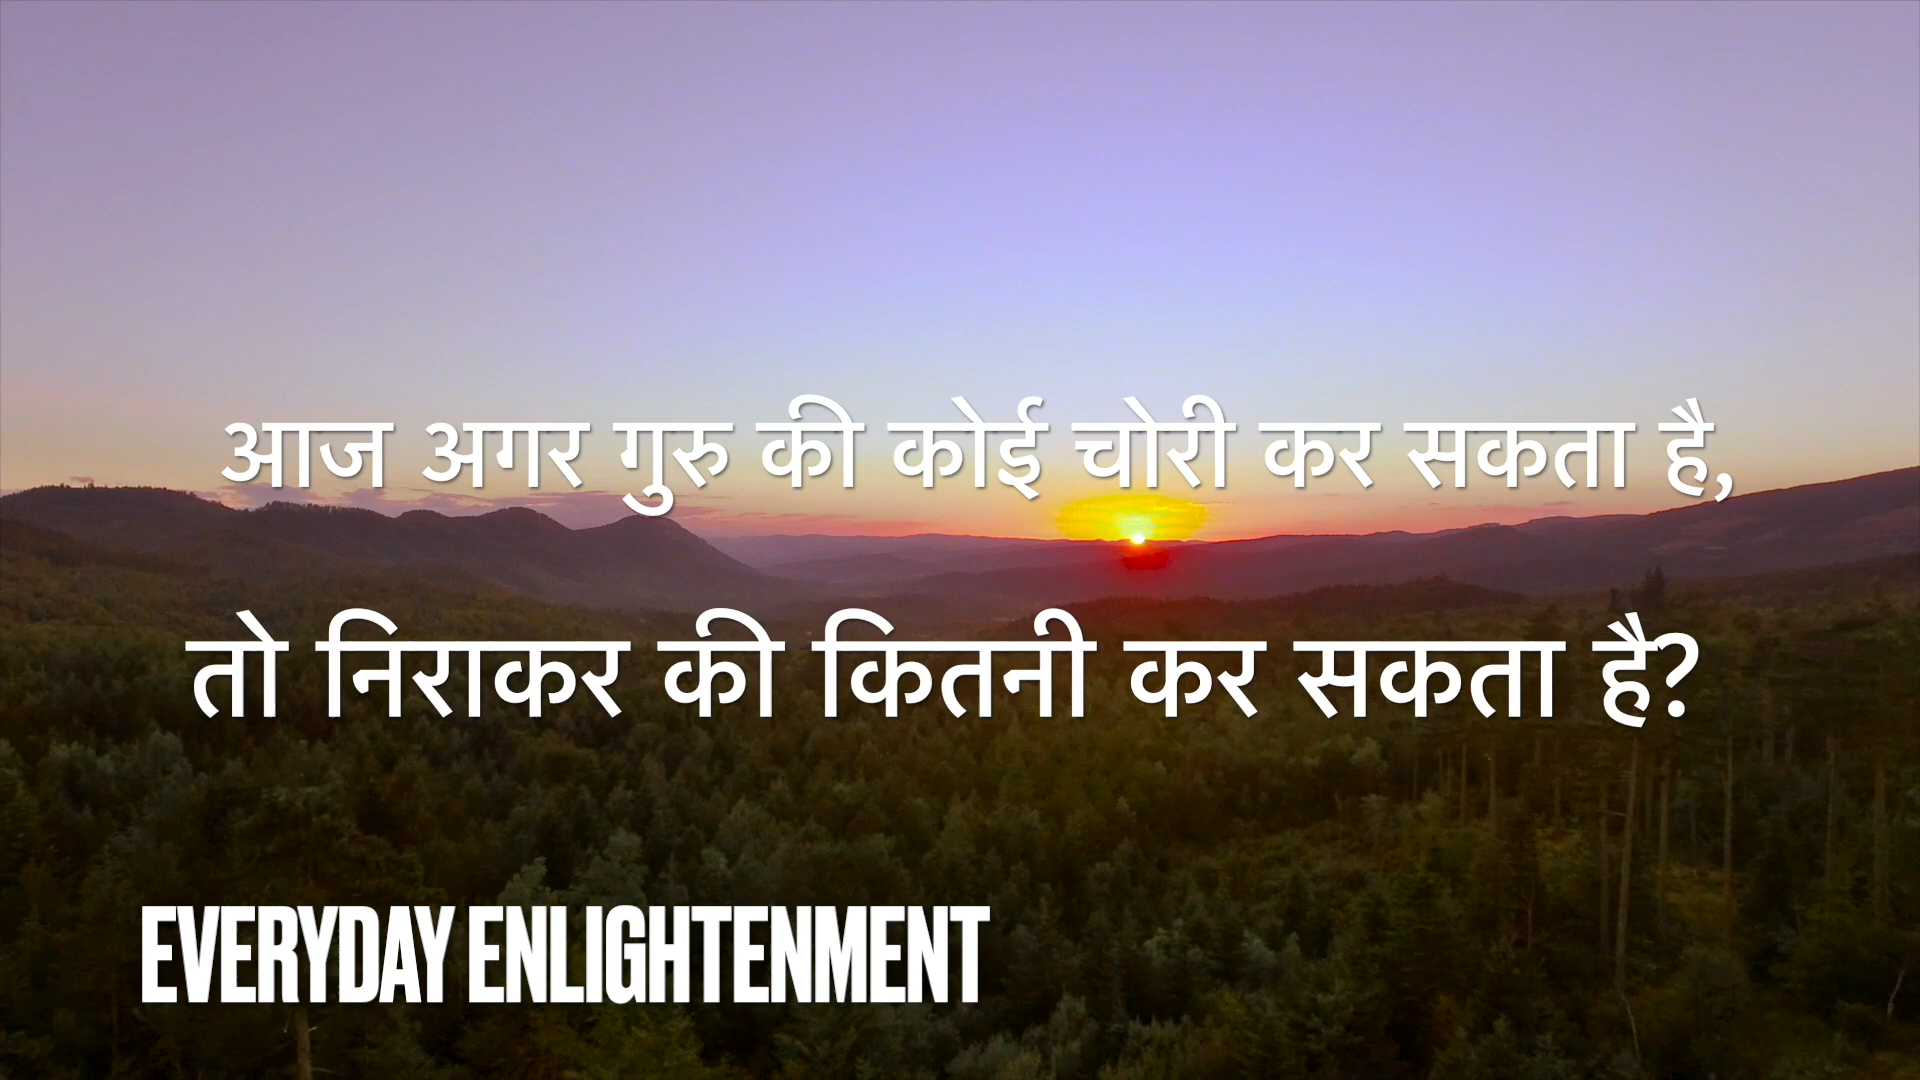 आज अगर गुरु की कोई चोरी कर सकता है,
तो निराकर की कितनी कर सकता है?
EVERYDAY ENLIGHTENMENT